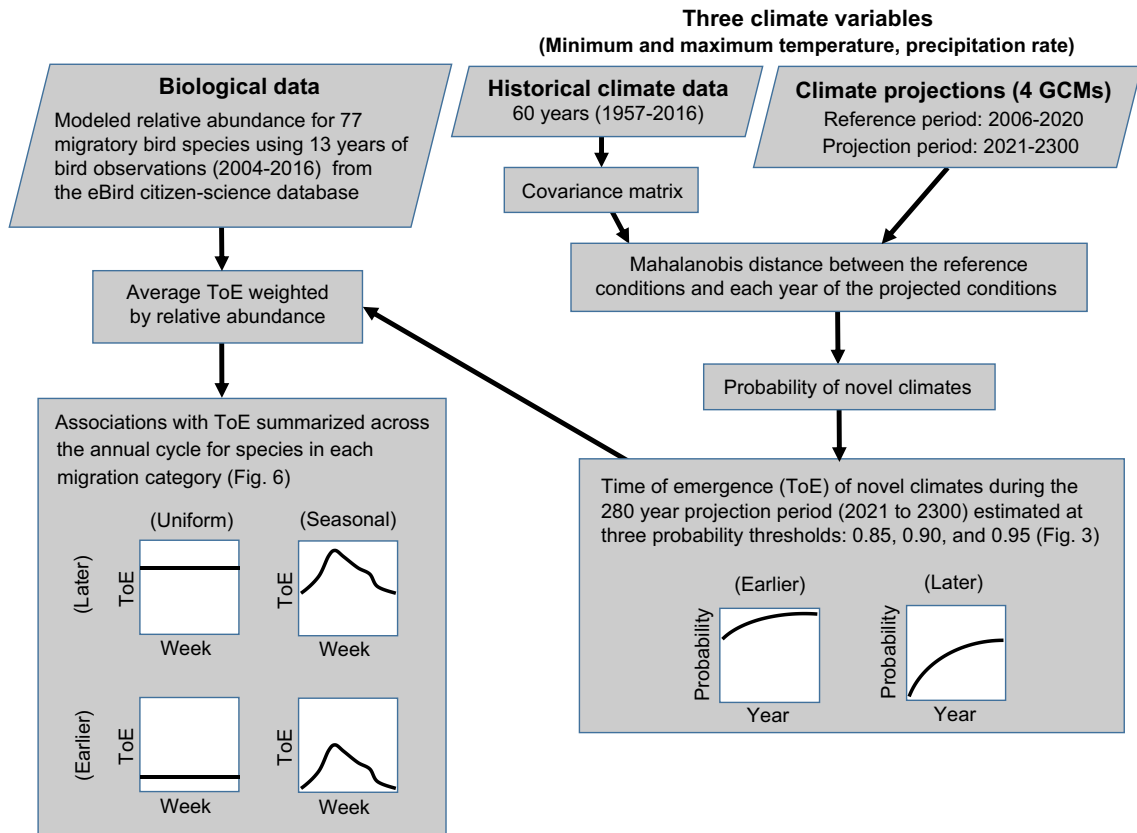 Three climate variables
(Minimum and maximum temperature, precipitation rate)
Biological data
Modeled relative abundance for 77
migratory bird species using 13 years of
bird observations (2004-2016) from
the eBird citizen-science database
Historical climate data
60 years (1957-2016)
Climate projections (4 GCMs)
Reference period: 2006-2020
Projection period: 2021-2300
Covariance matrix
Mahalanobis distance between the reference
conditions and each year of the projected conditions
Average ToE weighted
by relative abundance
Probability of novel climates
Associations with ToE summarized across
the annual cycle for species in each
migration category (Fig. 6)
(Uniform)
(Seasonal)
(Later)
ToE
Week
ToE
Week
(Earlier)
ToE
Week
ToE
Week
Time of emergence (ToE) of novel climates during the
280 year projection period (2021 to 2300) estimated at
three probability thresholds: 0.85, 0.90, and 0.95 (Fig. 3)
(Earlier)
Probability
Year
(Later)
Probability
Year